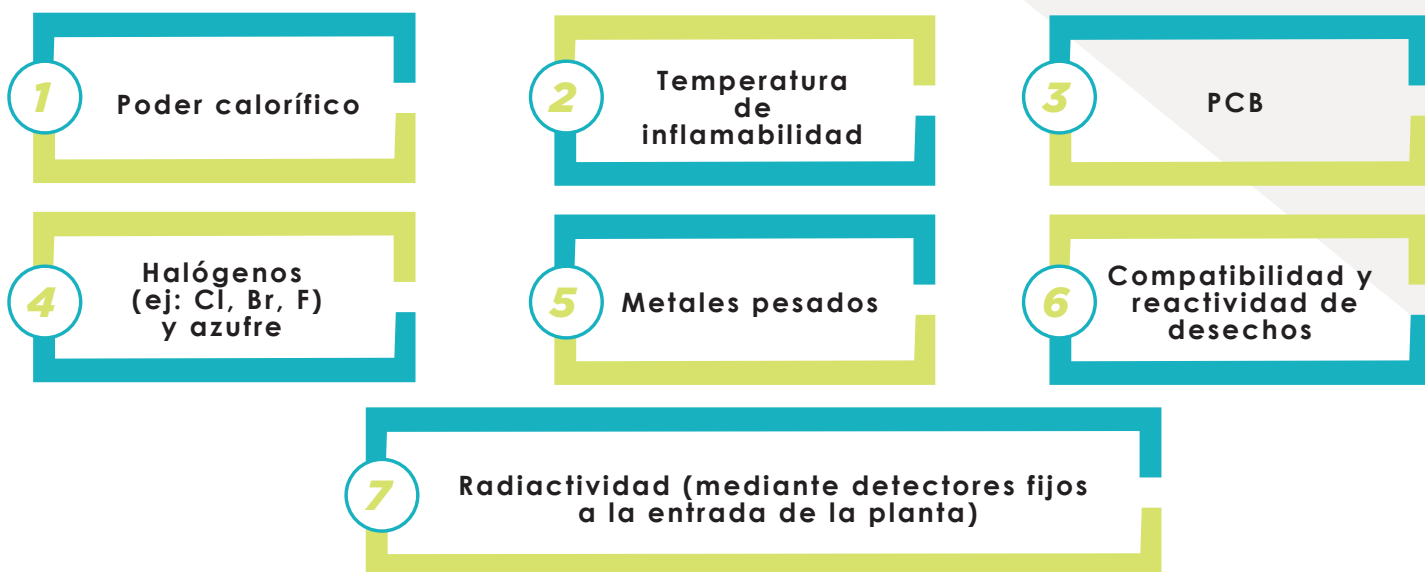 1
Poder calorífico
2
Temperatura
de
inflamabilidad
3
PCB
4
Halógenos
(ej: Cl, Br, F)
y azufre
5
Metales pesados
6
Compatibilidad y
reactividad de
desechos
7
Radiactividad (mediante detectores fijos
a la entrada de la planta)